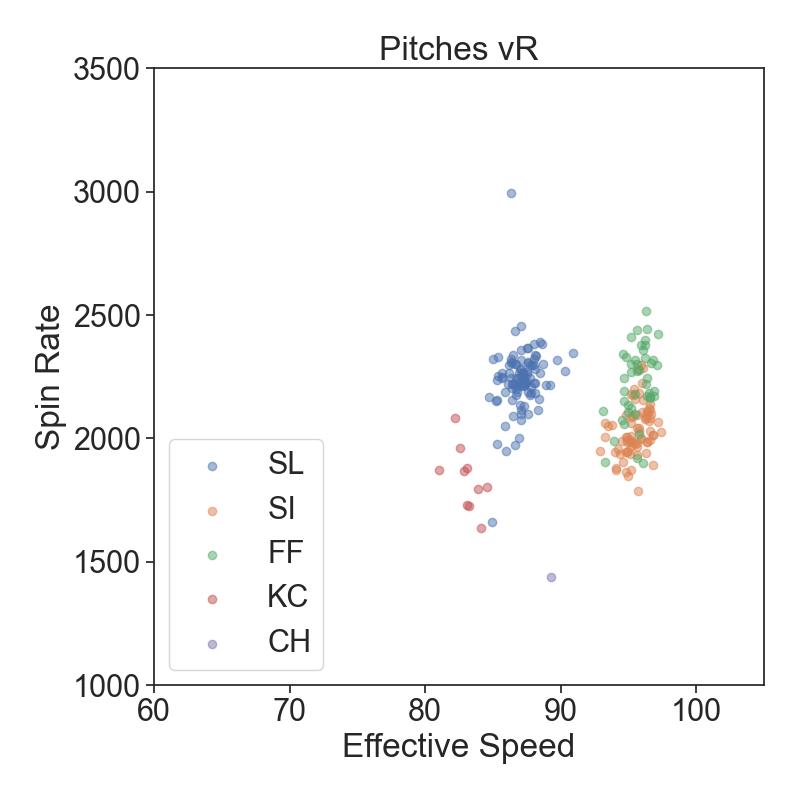 Pitches vR
3500
3000
2500
2000
1500
1000
Spin Rate
SL
SI
FF
KC
CH
60 70 80 90 100
Effective Speed